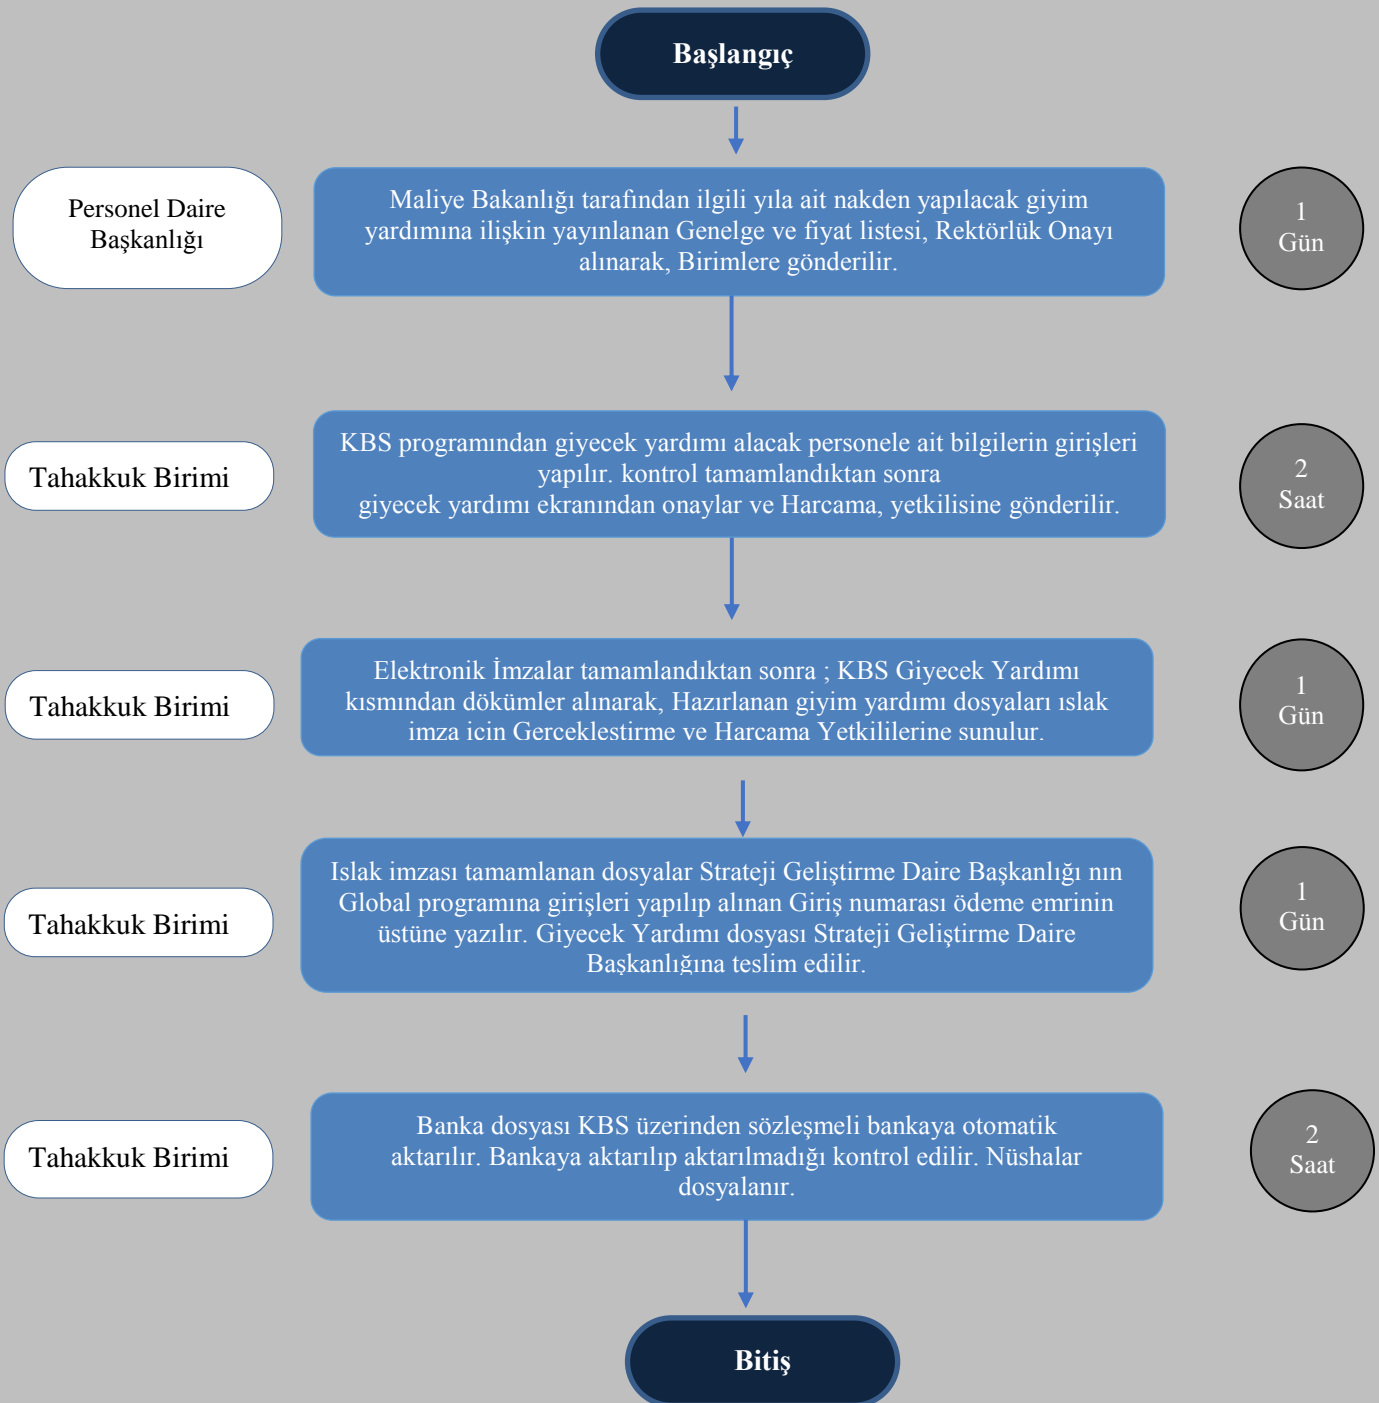 Başlangıç
Personel Daire
Başkanlığı
Maliye Bakanlığı tarafından ilgili yıla ait nakden yapılacak giyim
yardımına ilişkin yayınlanan Genelge ve fiyat listesi, Rektörlük Onayı
alınarak, Birimlere gönderilir.
1
Gün
Tahakkuk Birimi
KBS programından giyecek yardımı alacak personele ait bilgilerin girişleri
yapılır. kontrol tamamlandıktan sonra
giyecek yardımı ekranından onaylar ve Harcama, yetkilisine gönderilir.
2
Saat
Tahakkuk Birimi
Elektronik İmzalar tamamlandıktan sonra ; KBS Giyecek Yardımı
kısmından dökümler alınarak, Hazırlanan giyim yardımı dosyaları ıslak
imza icin Gerceklestirme ve Harcama Yetkililerine sunulur.
1
Gün
Tahakkuk Birimi
Islak imzası tamamlanan dosyalar Strateji Geliştirme Daire Başkanlığı nın
Global programına girişleri yapılıp alınan Giriş numarası ödeme emrinin
üstüne yazılır. Giyecek Yardımı dosyası Strateji Geliştirme Daire
Başkanlığına teslim edilir.
1
Gün
Tahakkuk Birimi
Banka dosyası KBS üzerinden sözleşmeli bankaya otomatik
aktarılır. Bankaya aktarılıp aktarılmadığı kontrol edilir. Nüshalar
dosyalanır.
2
Saat
Bitiş